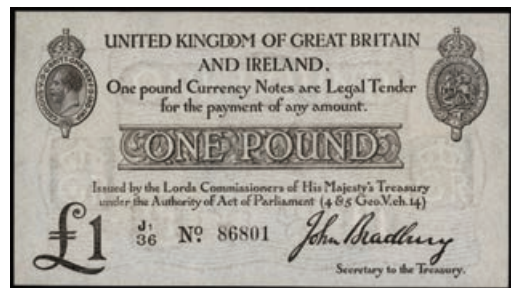 UNITED KINGDOM OF GREAT BRITAIN
AND IRELAND.
One pound Currency Notes are Legal Tender
for the payment of any amount.
ONE POUND
Issued by the Lords Commissioners of His Majesty's Treasury
under the Authority of Act of Parliament (4 & 5 Geo.V.ch.14)
£1 J1/36 No 86801 John Bradbury
Secretary to the Treasury.